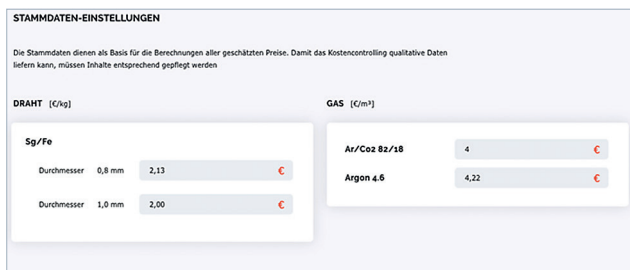 STAMMDATEN-EINSTELLUNGEN
Die Stammdaten dienen als Basis für die Berechnungen aller geschätzten Preise. Damit das Kostencontrolling qualitative Daten
liefern kann, müssen Inhalte entsprechend gepflegt werden
DRAHT [€/kg]
Sg/Fe
Durchmesser 0,8 mm 2,13 €
Durchmesser 1,0 mm 2,00 €
GAS [€/m³]
Ar/Co2 82/18 4 €
Argon 4.6 4,22 €